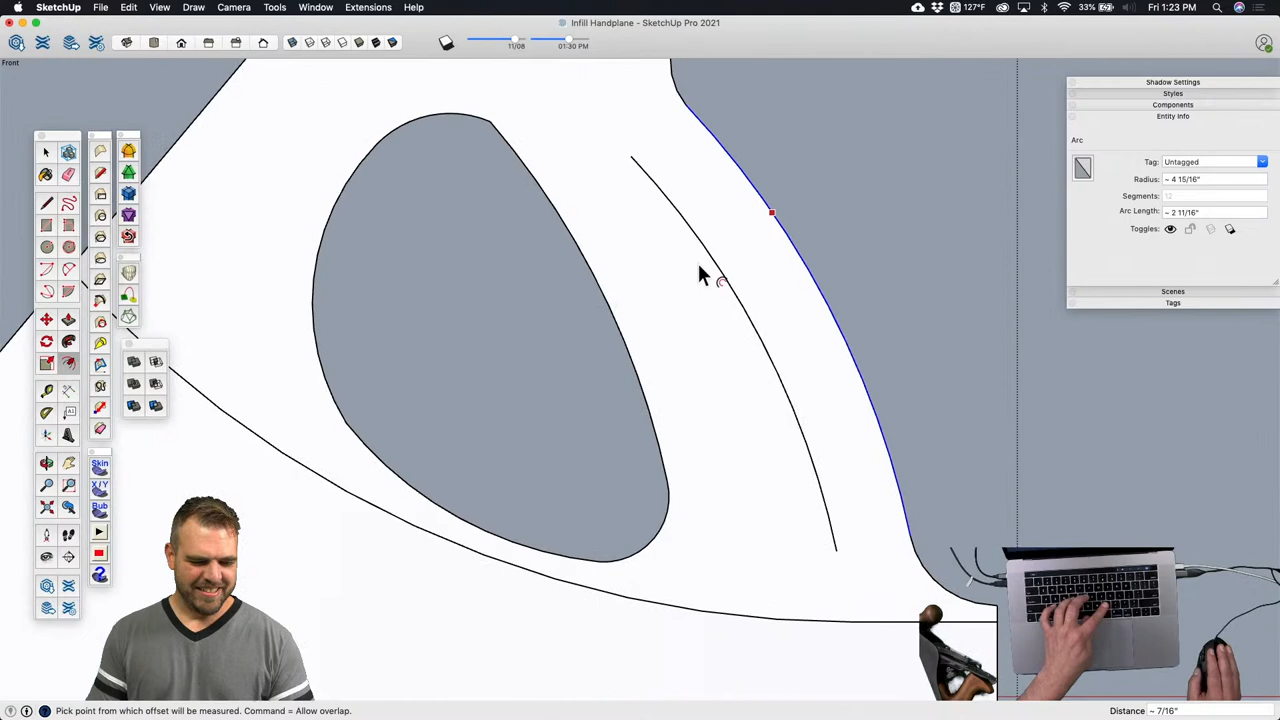 SketchUp File Edit View Draw Camera Tools Window Extensions Help 127°F 33% Fri 1:23 PM
Infill Handplane - SketchUp Pro 2021
11/08 01:30 PM
Front
Shadow Settings
Styles
Components
Entity Info
Arc
Tag: Untagged
Radius: ~ 4 15/16"
Segments: 12
Arc Length: ~ 2 11/16"
Toggles:
Scenes
Tags
Skin
X/Y
Bub
Pick point from which offset will be measured. Command = Allow overlap. Distance ~ 7/16"